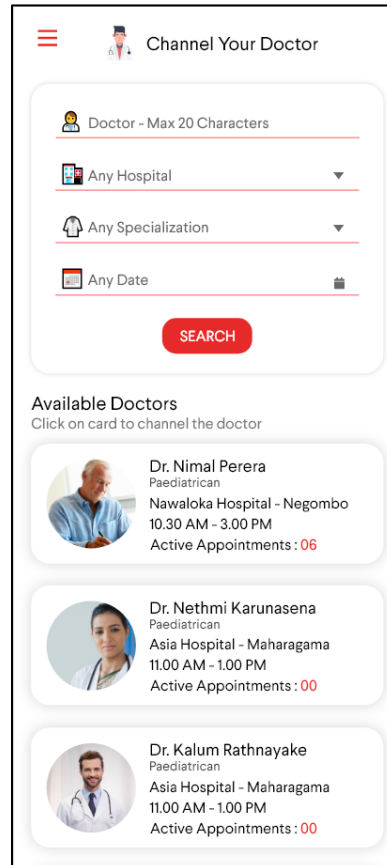 Channel Your Doctor
Doctor - Max 20 Characters
Any Hospital
Any Specialization
Any Date
SEARCH
Available Doctors
Click on card to channel the doctor
Dr. Nimal Perera
Paediatrican
Nawaloka Hospital - Negombo
10.30 AM - 3.00 PM
Active Appointments : 06
Dr. Nethmi Karunasena
Paediatrican
Asia Hospital - Maharagama
11.00 AM - 1.00 PM
Active Appointments : 00
Dr. Kalum Rathnayake
Paediatrican
Asia Hospital - Maharagama
11.00 AM - 1.00 PM
Active Appointments : 00